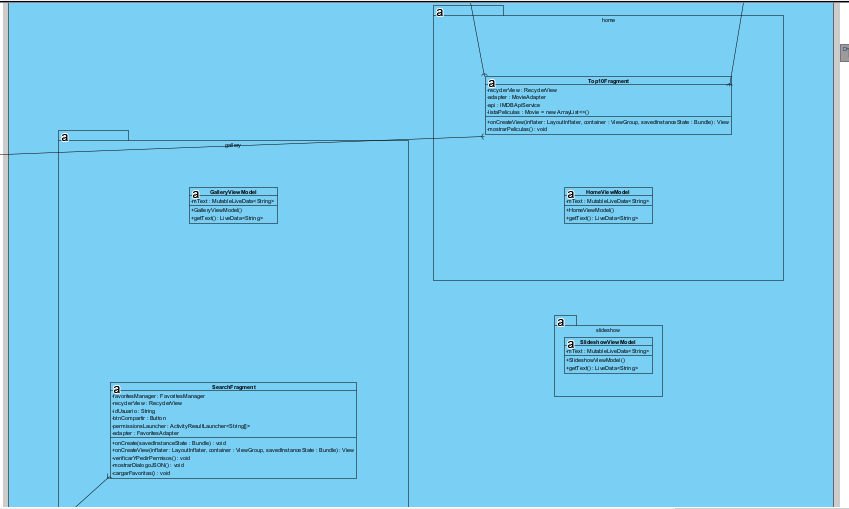 a
home
a
Top10Fragment
-recyclerView : RecyclerView
-adapter : MovieAdapter
-api : IMDBApiService
-listaPeliculas : Movie = new ArrayList<>()
+onCreateView(inflater : LayoutInflater, container : ViewGroup, savedInstanceState : Bundle) : View
-mostrarPeliculas() : void
a
gallery
a
GalleryViewModel
-mText : MutableLiveData<String>
+GalleryViewModel()
+getText() : LiveData<String>
a
HomeViewModel
-mText : MutableLiveData<String>
+HomeViewModel()
+getText() : LiveData<String>
a
slideshow
a
SlideshowViewModel
-mText : MutableLiveData<String>
+SlideshowViewModel()
+getText() : LiveData<String>
a
SearchFragment
-favoritesManager : FavoritesManager
-recyclerView : RecyclerView
-idUsuario : String
-btnCompartir : Button
-permissionsLauncher : ActivityResultLauncher<String[]>
-adapter : FavoritesAdapter
+onCreate(savedInstanceState : Bundle) : void
+onCreateView(inflater : LayoutInflater, container : ViewGroup, savedInstanceState : Bundle) : View
-verificarYPedirPermisos() : void
-mostrarDialogoJSON() : void
-cargarFavoritas() : void